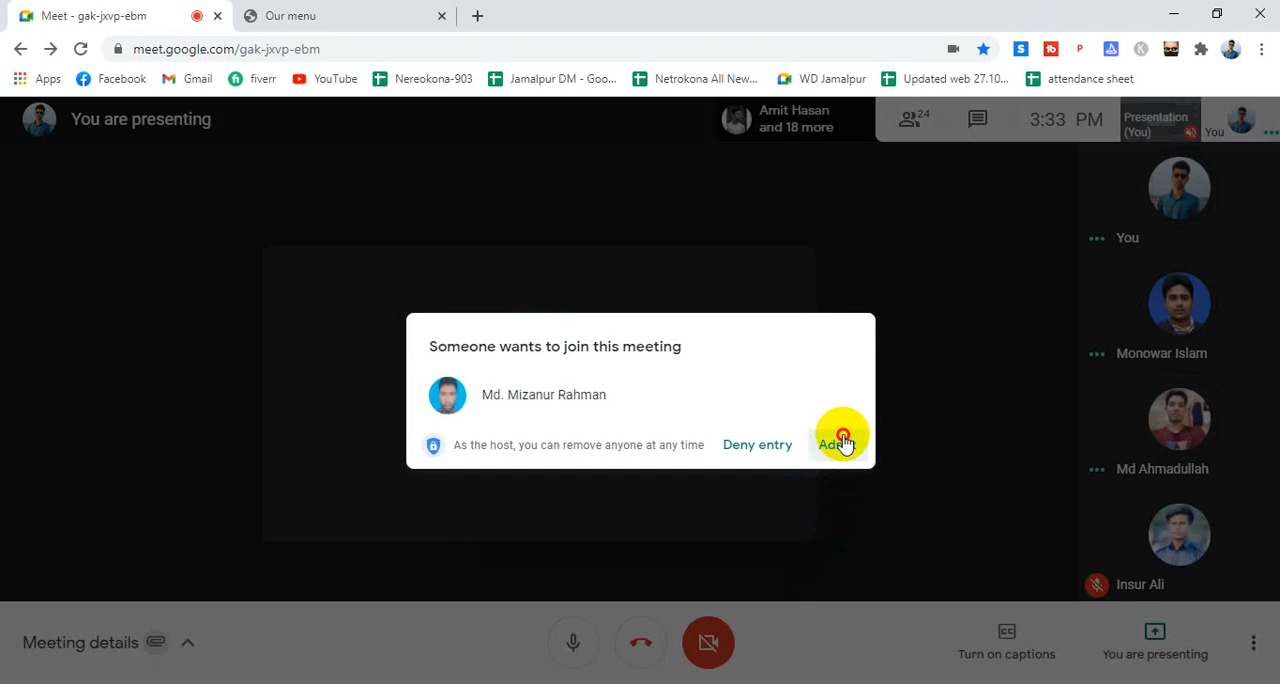 Meet - gak-jxvp-ebm
Our menu
meet.google.com/gak-jxvp-ebm
Apps
Facebook
Gmail
fiverr
YouTube
Nereokona-903
Jamalpur DM - Goo...
Netrokona All New...
WD Jamalpur
Updated web 27.10...
attendance sheet
You are presenting
Amit Hasan
and 18 more
24
3:33 PM
Presentation
(You)
You
You
Monowar Islam
Md Ahmadullah
Insur Ali
Someone wants to join this meeting
Md. Mizanur Rahman
As the host, you can remove anyone at any time
Deny entry
Meeting details
Turn on captions
You are presenting